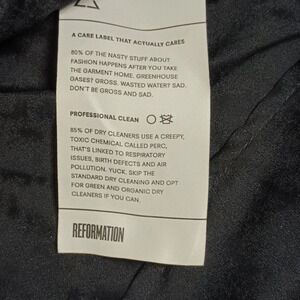 A CARE LABEL THAT ACTUALLY CARES
80% OF THE NASTY STUFF ABOUT
FASHION HAPPENS AFTER YOU TAKE
THE GARMENT HOME. GREENHOUSE
GASES? GROSS. WASTED WATER? SAD.
DON'T BE GROSS AND SAD.
PROFESSIONAL CLEAN
85% OF DRY CLEANERS USE A CREEPY,
TOXIC CHEMICAL CALLED PERC,
THAT'S LINKED TO RESPIRATORY
ISSUES, BIRTH DEFECTS AND AIR
POLLUTION. YUCK. SKIP THE
STANDARD DRY CLEANING AND OPT
FOR GREEN AND ORGANIC DRY
CLEANERS IF YOU CAN.
REFORMATION